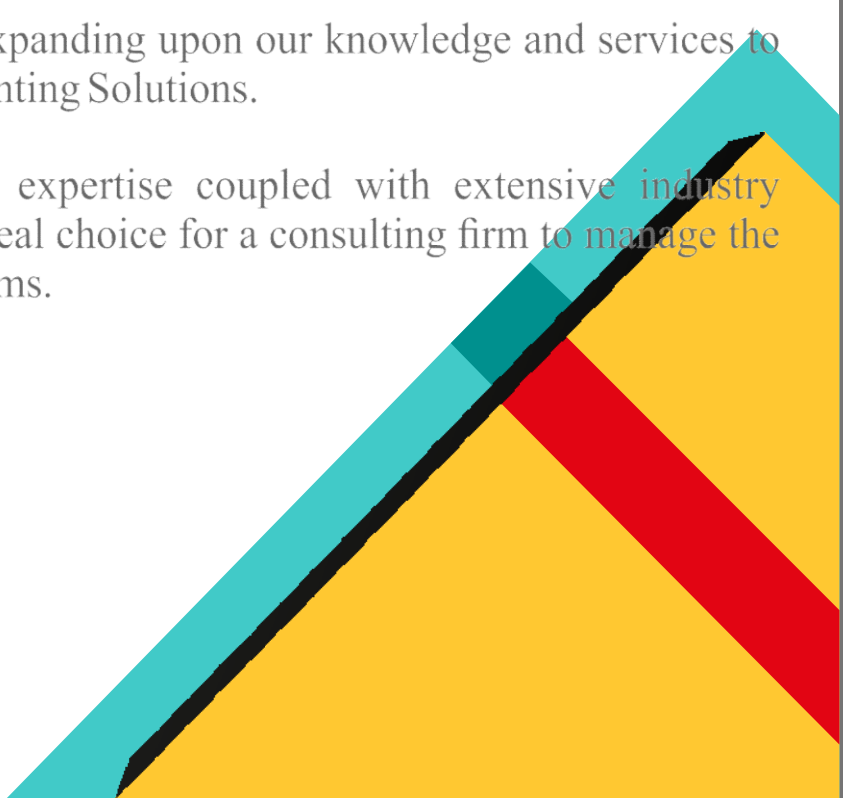 xpanding upon our knowledge and services to
nting Solutions.
expertise coupled with extensive industry
eal choice for a consulting firm to manage the
ms.